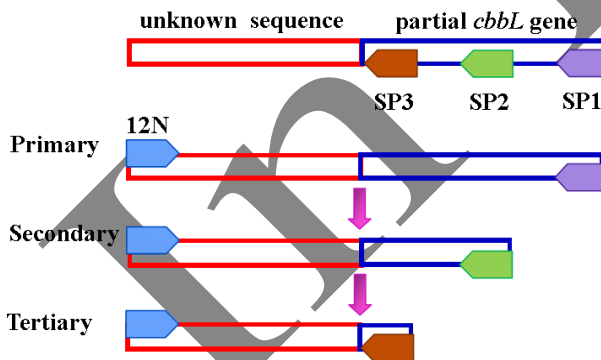 unknown sequence partial cbbL gene
SP3 SP2 SP1
12N
Primary
Secondary
Tertiary